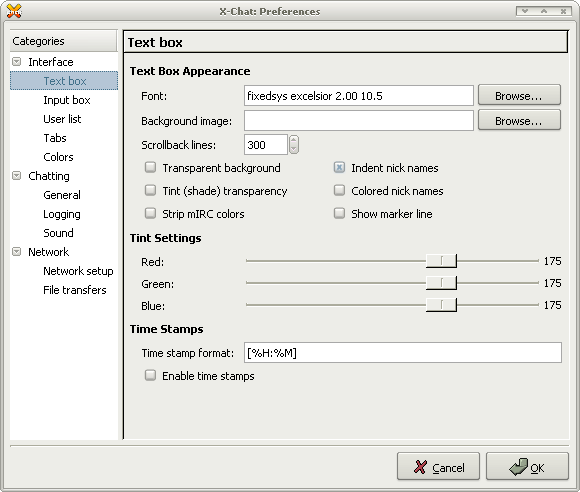 X-Chat: Preferences
Categories
Interface
Text box
Input box
User list
Tabs
Colors
Chatting
General
Logging
Sound
Network
Network setup
File transfers
Text box
Text Box Appearance
Font: fixedsys excelsior 2.00 10.5 Browse...
Background image: Browse...
Scrollback lines: 300
Transparent background Indent nick names
Tint (shade) transparency Colored nick names
Strip mIRC colors Show marker line
Tint Settings
Red: 175
Green: 175
Blue: 175
Time Stamps
Time stamp format: [%H:%M]
Enable time stamps
Cancel OK